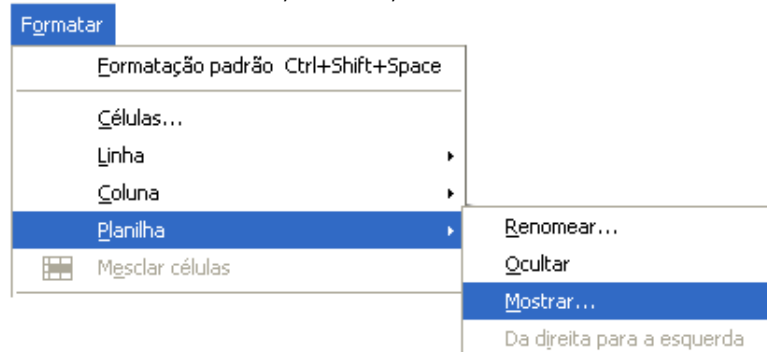 Formatar
Formatação padrão Ctrl+Shift+Space
Células...
Linha
Coluna
Planilha
Renomear...
Mesclar células
Ocultar
Mostrar...
Da direita para a esquerda